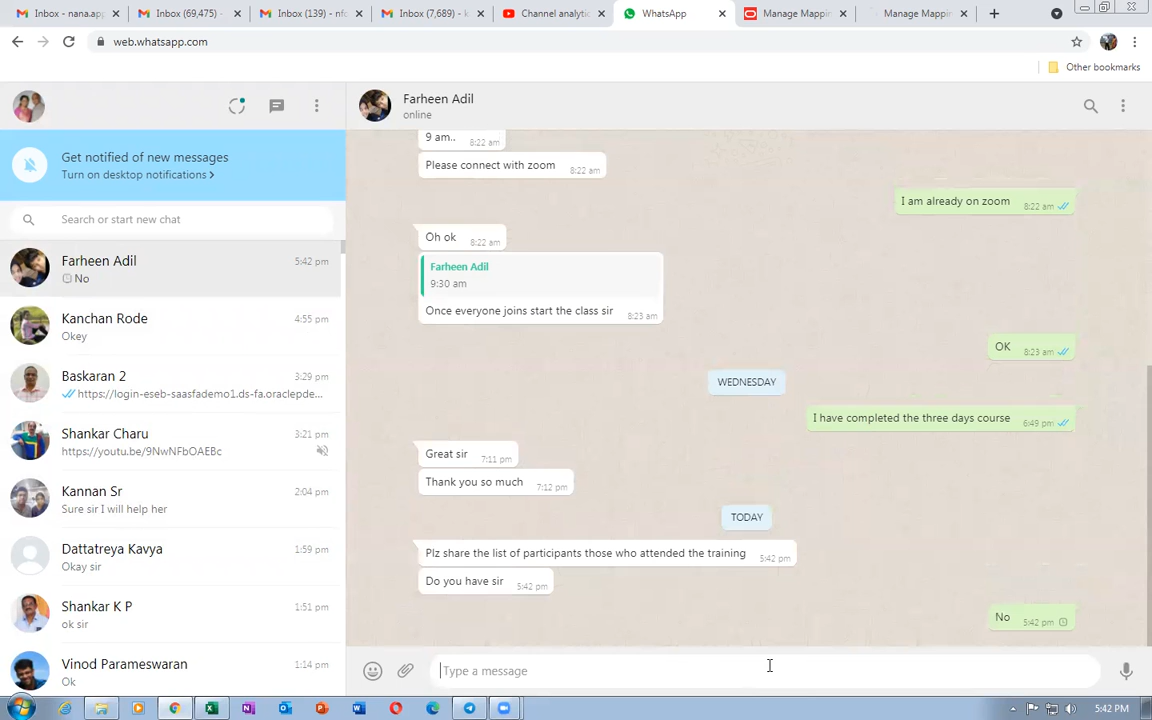 Inbox (69,475) -
Inbox (139) - nfo
Inbox (7,689) - k
Channel analytic
WhatsApp
Manage Mappin
Manage Mappin
web.whatsapp.com
Other bookmarks
Farheen Adil
online
Get notified of new messages
Turn on desktop notifications
Search or start new chat
Farheen Adil
5:42 pm
No
Kanchan Rode
4:55 pm
Okey
Baskaran 2
3:29 pm
https://login-eseb-saasfademo1.ds-fa.oraclepde...
Shankar Charu
3:21 pm
https://youtu.be/9NwNFbOAEBc
Kannan Sr
2:04 pm
Sure sir I will help her
Dattatreya Kavya
1:59 pm
Okay sir
Shankar K P
1:51 pm
ok sir
Vinod Parameswaran
1:14 pm
Ok
9 am..
8:22 am
Please connect with zoom
8:22 am
I am already on zoom
8:22 am
Oh ok
8:22 am
Farheen Adil
9:30 am
Once everyone joins start the class sir
8:23 am
OK
8:23 am
WEDNESDAY
I have completed the three days course
6:49 pm
Great sir
7:11 pm
Thank you so much
7:12 pm
TODAY
Plz share the list of participants those who attended the training
5:42 pm
Do you have sir
5:42 pm
No
5:42 pm
Type a message
5:42 PM